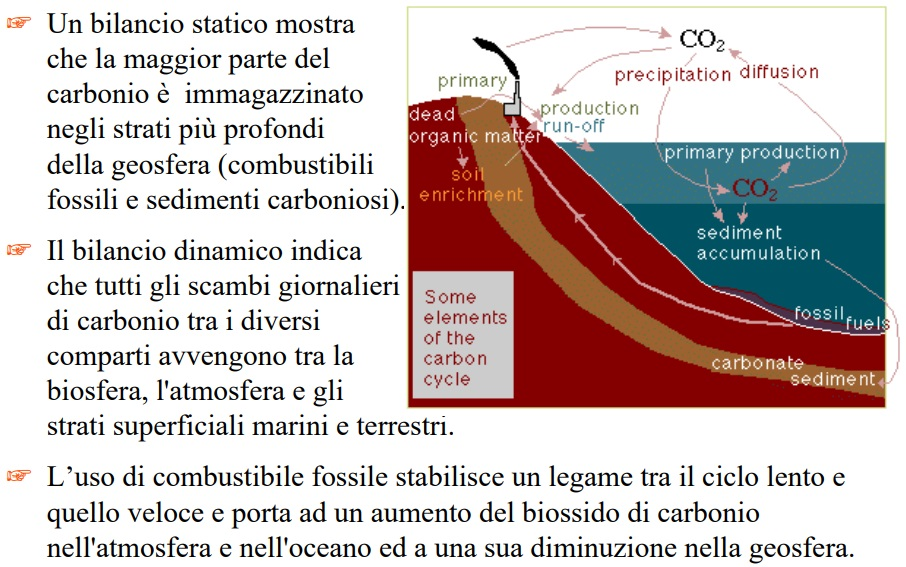 ☞ Un bilancio statico mostra
che la maggior parte del
carbonio è immagazzinato
negli strati più profondi
della geosfera (combustibili
fossili e sedimenti carboniosi).
☞ Il bilancio dinamico indica
che tutti gli scambi giornalieri
di carbonio tra i diversi
comparti avvengono tra la
biosfera, l'atmosfera e gli
strati superficiali marini e terrestri.
☞ L’uso di combustibile fossile stabilisce un legame tra il ciclo lento e
quello veloce e porta ad un aumento del biossido di carbonio
nell'atmosfera e nell'oceano ed a una sua diminuzione nella geosfera.
CO₂
precipitation diffusion
primary
production
dead
organic matter
run-off
soil
enrichment
primary production
CO₂
sediment
accumulation
fossil
fuels
carbonate
sediment
Some
elements
of the
carbon
cycle